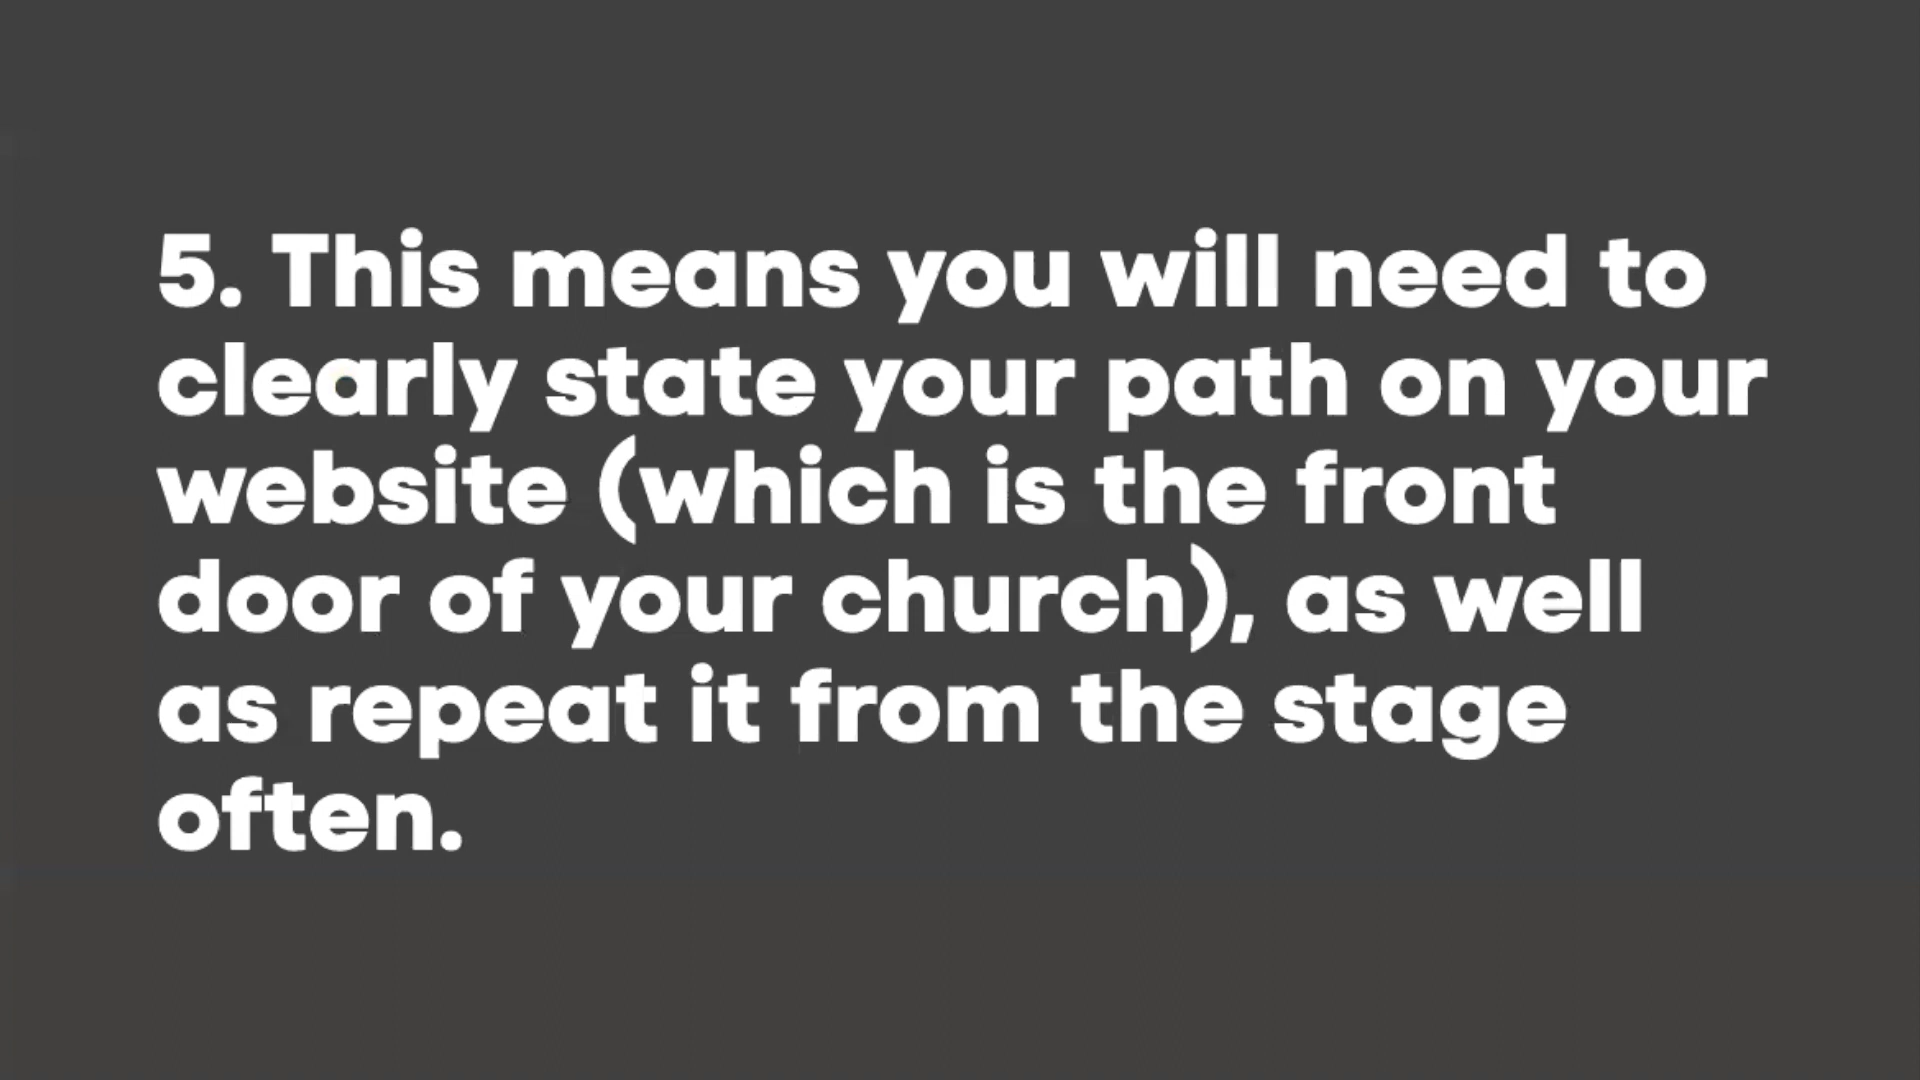 5. This means you will need to
clearly state your path on your
website (which is the front
door of your church), as well
as repeat it from the stage
often.